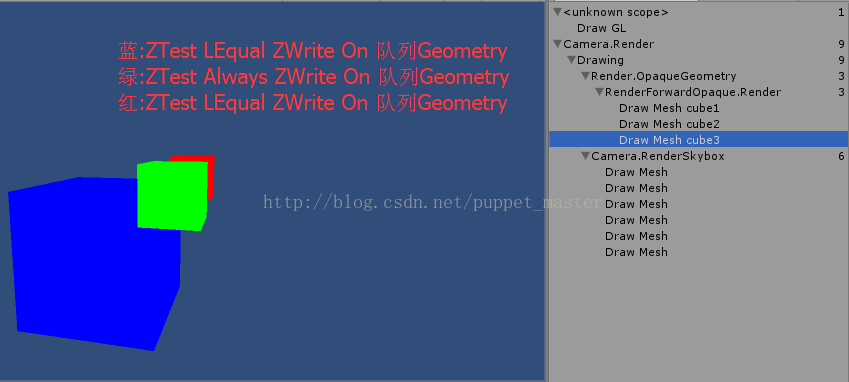 蓝:ZTest LEqual ZWrite On 队列Geometry
绿:ZTest Always ZWrite On 队列Geometry
红:ZTest LEqual ZWrite On 队列Geometry
http://blog.csdn.net/puppet_master
<unknown scope> 1
Draw GL
Camera.Render 9
Drawing 9
Render.OpaqueGeometry 3
RenderForwardOpaque.Render 3
Draw Mesh cube1
Draw Mesh cube2
Draw Mesh cube3
Camera.RenderSkybox 6
Draw Mesh
Draw Mesh
Draw Mesh
Draw Mesh
Draw Mesh
Draw Mesh